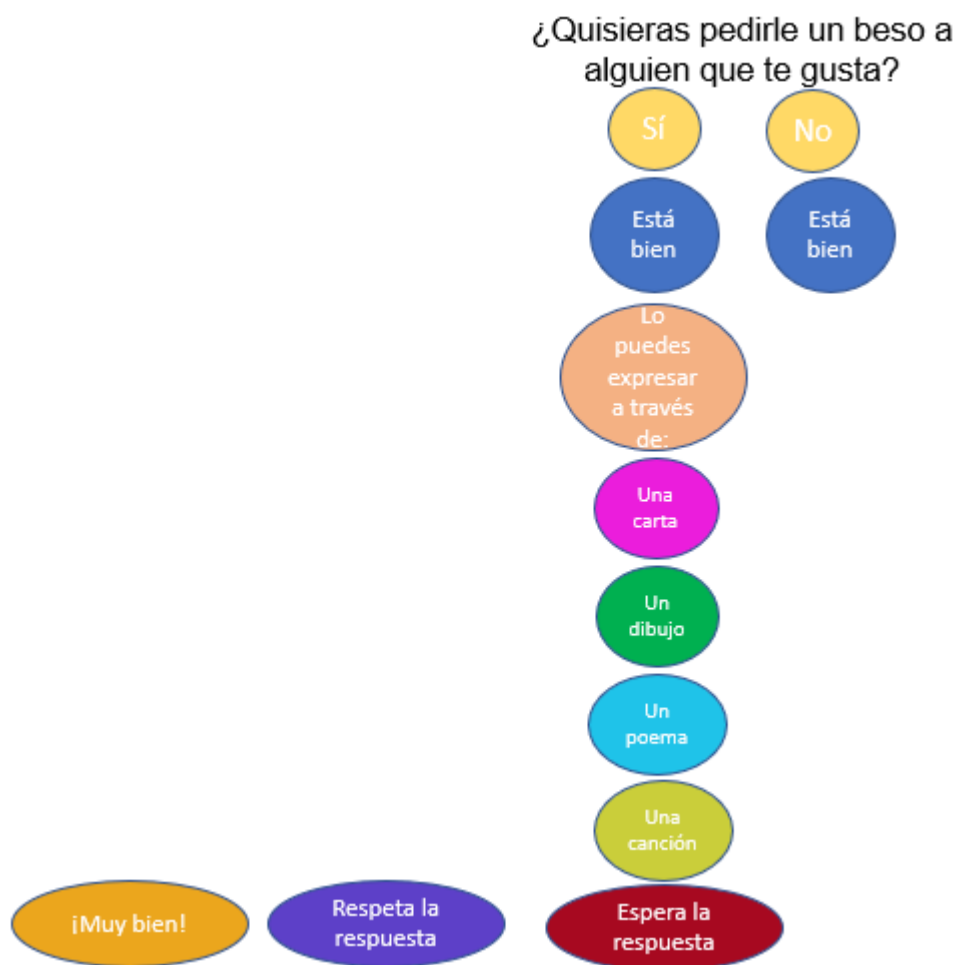 ¿Quisieras pedirle un beso a
alguien que te gusta?
Sí
No
Está
bien
Está
bien
Lo
puedes
expresar
a través
de:
Una
carta
Un
dibujo
Un
poema
Una
canción
¡Muy bien!
Respeta la
respuesta
Espera la
respuesta